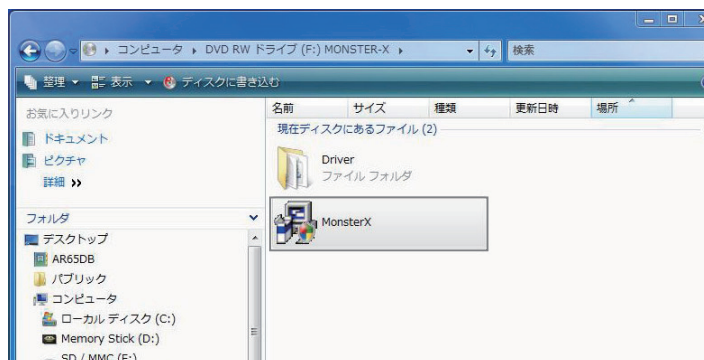 コンピュータ ▸ DVD RW ドライブ (F:) MONSTER-X ▸ 検索
整理 表示 ディスクに書き込む
お気に入りリンク
ドキュメント
ピクチャ
詳細 >>
フォルダ
デスクトップ
AR65DB
パブリック
コンピュータ
ローカル ディスク (C:)
Memory Stick (D:)
SD / MMC (E:)
名前 サイズ 種類 更新日時 場所
現在ディスクにあるファイル (2)
Driver
ファイル フォルダ
MonsterX